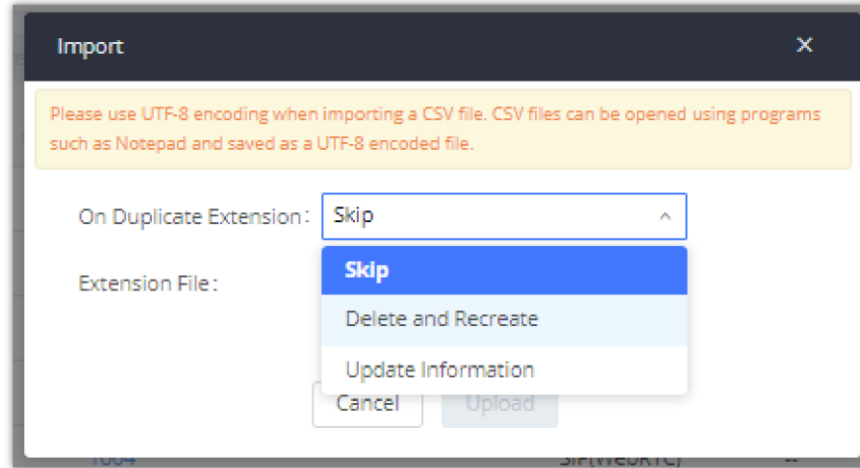 Import
Please use UTF-8 encoding when importing a CSV file. CSV files can be opened using programs
such as Notepad and saved as a UTF-8 encoded file.
On Duplicate Extension: Skip
Skip
Extension File:
Delete and Recreate
Update Information
Cancel Upload
1004 SIP(WebRTC) --